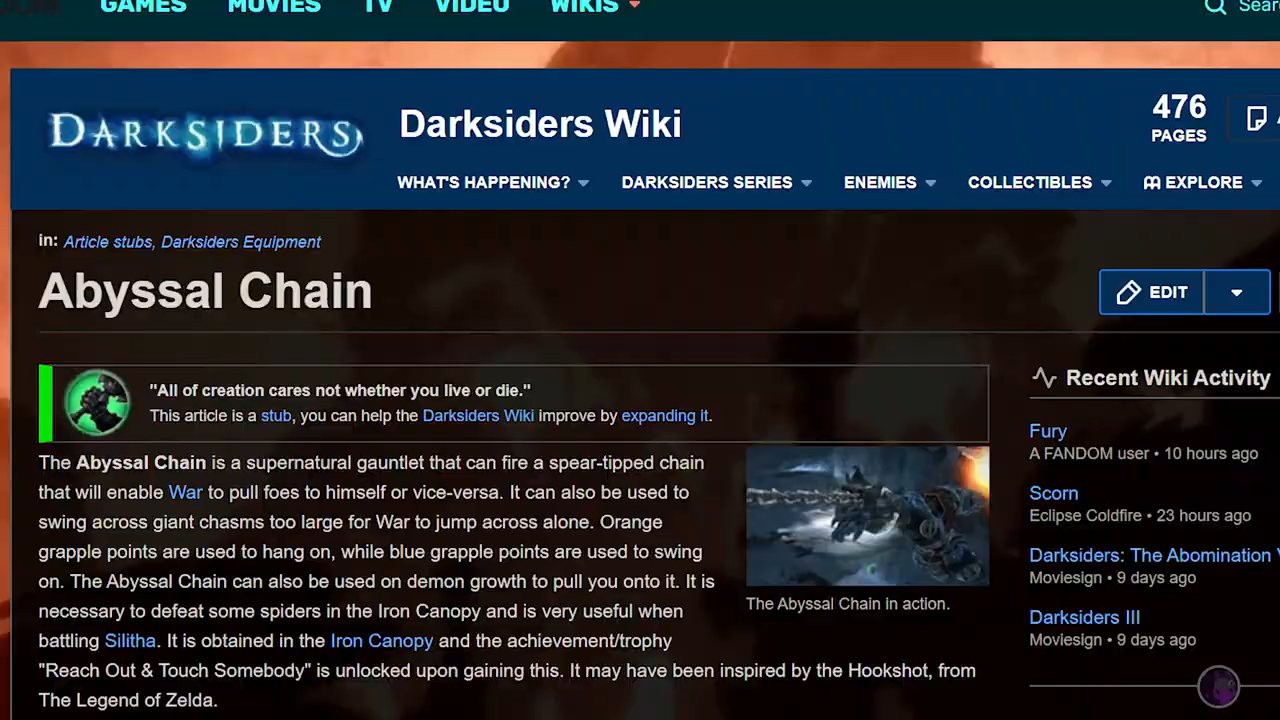 GAMES MOVIES TV VIDEO WIKIS
DARKSIDERS
Darksiders Wiki
476
PAGES
WHAT'S HAPPENING? DARKSIDERS SERIES ENEMIES COLLECTIBLES EXPLORE
in: Article stubs, Darksiders Equipment
Abyssal Chain
EDIT
"All of creation cares not whether you live or die."
This article is a stub, you can help the Darksiders Wiki improve by expanding it.
The Abyssal Chain is a supernatural gauntlet that can fire a spear-tipped chain
that will enable War to pull foes to himself or vice-versa. It can also be used to
swing across giant chasms too large for War to jump across alone. Orange
grapple points are used to hang on, while blue grapple points are used to swing
on. The Abyssal Chain can also be used on demon growth to pull you onto it. It is
necessary to defeat some spiders in the Iron Canopy and is very useful when
battling Silitha. It is obtained in the Iron Canopy and the achievement/trophy
"Reach Out & Touch Somebody" is unlocked upon gaining this. It may have been inspired by the Hookshot, from
The Legend of Zelda.
The Abyssal Chain in action.
Recent Wiki Activity
Fury
A FANDOM user • 10 hours ago
Scorn
Eclipse Coldfire • 23 hours ago
Darksiders: The Abomination
Moviesign • 9 days ago
Darksiders III
Moviesign • 9 days ago